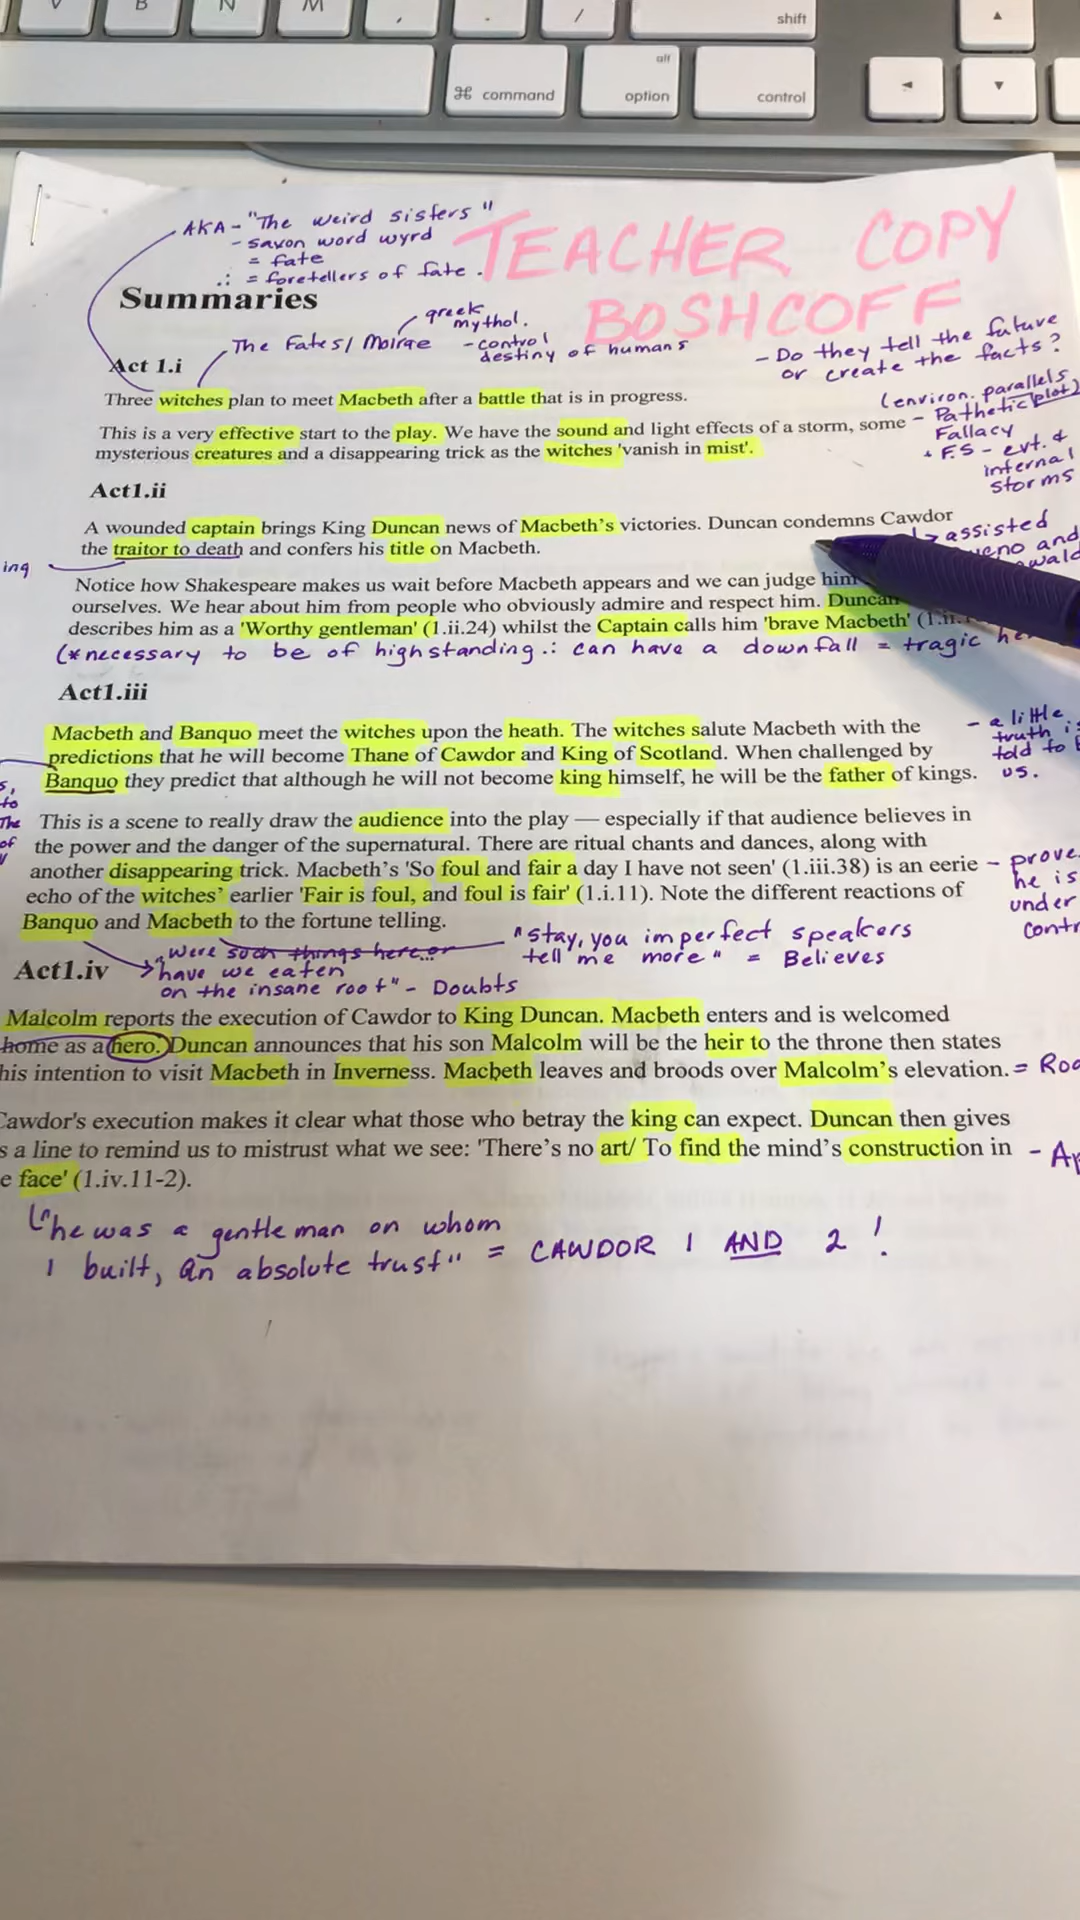 V B N M , . / shift
⌘ command
alt
option
control
AKA - "The weird sisters"
- saxon word wyrd
= fate
∴ = foretellers of fate.
TEACHER COPY
BOSHCOFF
Summaries
greek
mythol.
The Fates/ Moirae
- control
destiny of humans
- Do they tell the future
or create the facts?
Act 1.i
Three witches plan to meet Macbeth after a battle that is in progress.
(environ. parallels
plot)
- Pathetic
Fallacy
+ F.S - ext. &
internal
storms
This is a very effective start to the play. We have the sound and light effects of a storm, some
mysterious creatures and a disappearing trick as the witches 'vanish in mist'.
Act1.ii
A wounded captain brings King Duncan news of Macbeth's victories. Duncan condemns Cawdor
the traitor to death and confers his title on Macbeth.
assisted
and
ing
Notice how Shakespeare makes us wait before Macbeth appears and we can judge him
ourselves. We hear about him from people who obviously admire and respect him. Duncan
describes him as a 'Worthy gentleman' (1.ii.24) whilst the Captain calls him 'brave Macbeth' (1.ii.
(*necessary to be of high standing ∴ can have a downfall = tragic
Act1.iii
Macbeth and Banquo meet the witches upon the heath. The witches salute Macbeth with the
predictions that he will become Thane of Cawdor and King of Scotland. When challenged by
Banquo they predict that although he will not become king himself, he will be the father of kings.
- a little
truth is
told to
us.
to
The
of
This is a scene to really draw the audience into the play — especially if that audience believes in
the power and the danger of the supernatural. There are ritual chants and dances, along with
another disappearing trick. Macbeth's 'So foul and fair a day I have not seen' (1.iii.38) is an eerie
echo of the witches' earlier 'Fair is foul, and foul is fair' (1.i.11). Note the different reactions of
Banquo and Macbeth to the fortune telling.
- prove
he is
under
contr
"stay, you imperfect speakers
tell me more" = Believes
"were such things here...or
have we eaten
on the insane root" - Doubts
Act1.iv
Malcolm reports the execution of Cawdor to King Duncan. Macbeth enters and is welcomed
home as a hero. Duncan announces that his son Malcolm will be the heir to the throne then states
his intention to visit Macbeth in Inverness. Macbeth leaves and broods over Malcolm's elevation.
Cawdor's execution makes it clear what those who betray the king can expect. Duncan then gives
s a line to remind us to mistrust what we see: 'There's no art/ To find the mind's construction in
e face' (1.iv.11-2).
"he was a gentleman on whom
I built, an absolute trust" = CAWDOR 1 AND 2 !